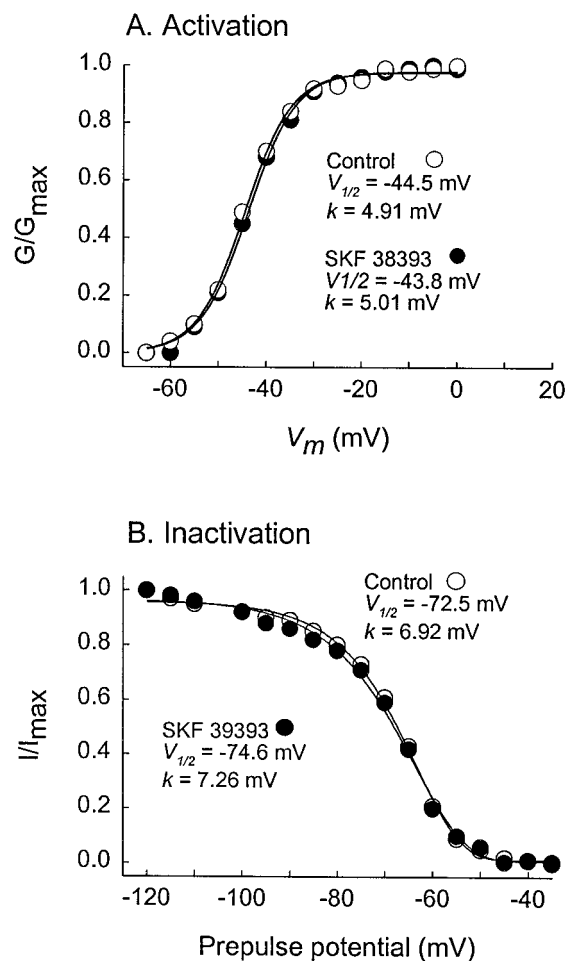 A. Activation
1.0
0.8
0.6
0.4
0.2
0.0
G/Gmax
Control
V1/2 = -44.5 mV
k = 4.91 mV
SKF 38393
V1/2 = -43.8 mV
k = 5.01 mV
-60 -40 -20 0 20
Vm (mV)
B. Inactivation
1.0
0.8
0.6
0.4
0.2
0.0
I/Imax
Control
V1/2 = -72.5 mV
k = 6.92 mV
SKF 39393
V1/2 = -74.6 mV
k = 7.26 mV
-120 -100 -80 -60 -40
Prepulse potential (mV)